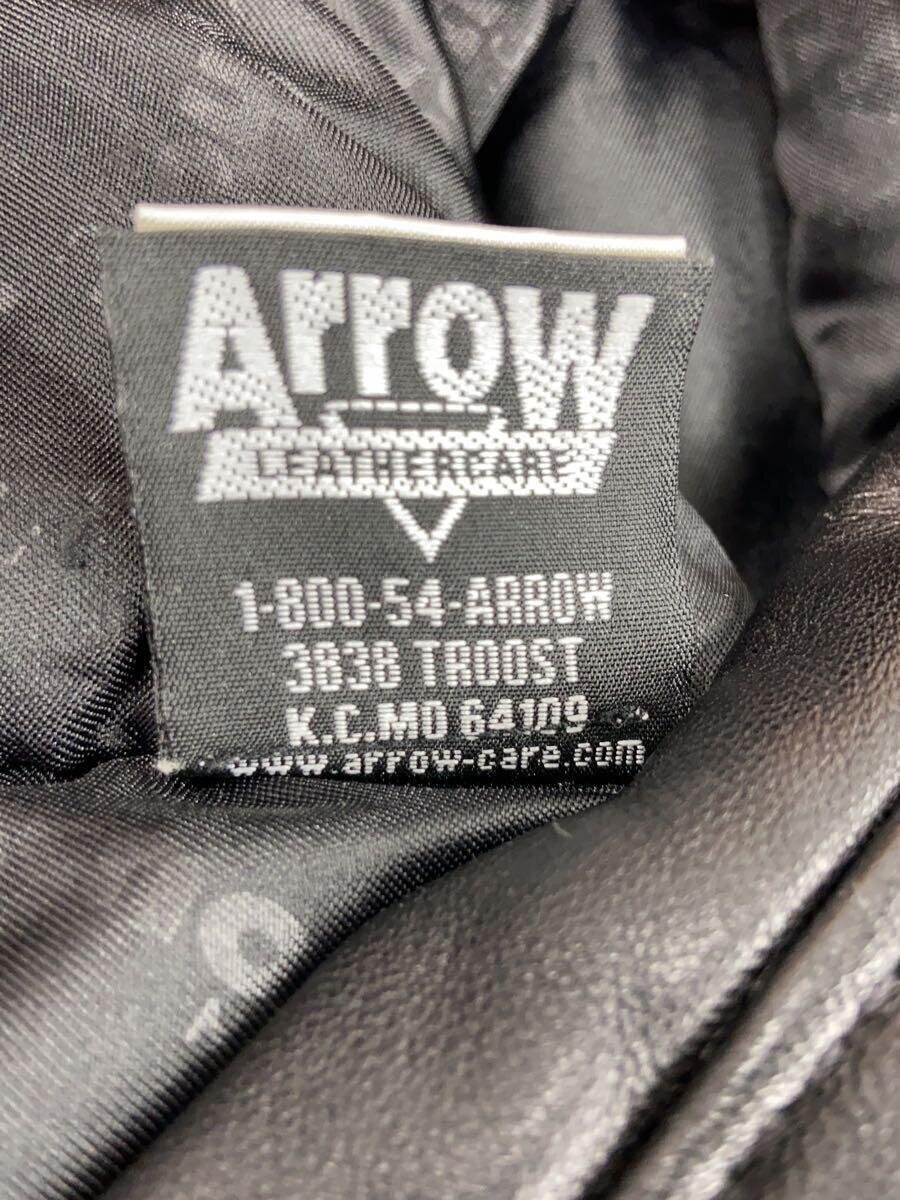 ArroW
LEATHERCARE
1-800-54-ARROW
3838 TROOST
K.C.MO 64109
www.arrow-care.com